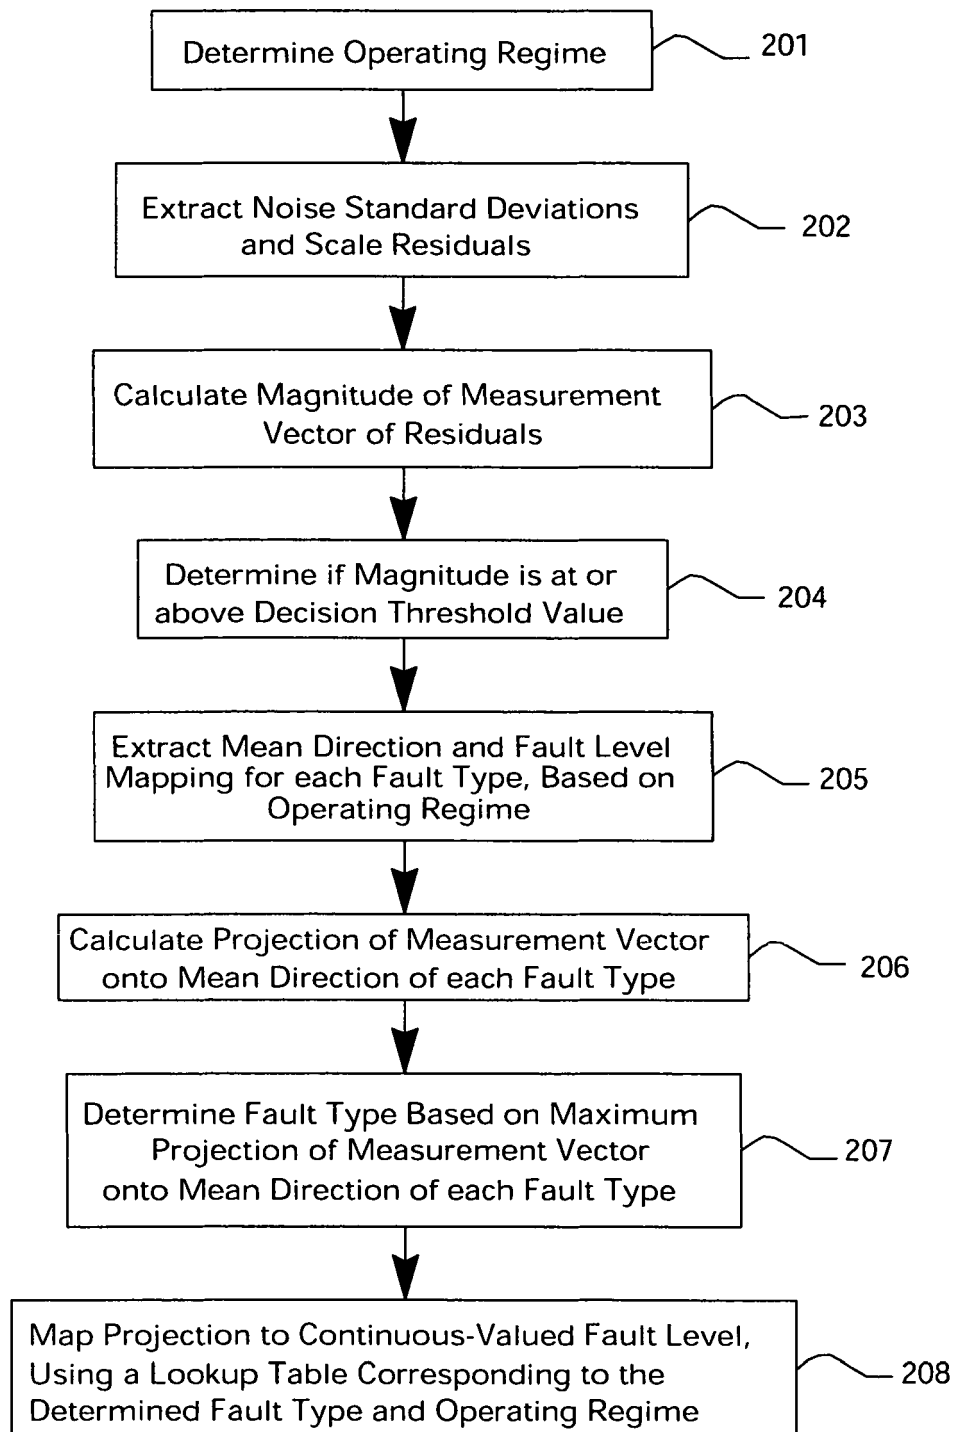 Determine Operating Regime
201
Extract Noise Standard Deviations
and Scale Residuals
202
Calculate Magnitude of Measurement
Vector of Residuals
203
Determine if Magnitude is at or
above Decision Threshold Value
204
Extract Mean Direction and Fault Level
Mapping for each Fault Type, Based on
Operating Regime
205
Calculate Projection of Measurement Vector
onto Mean Direction of each Fault Type
206
Determine Fault Type Based on Maximum
Projection of Measurement Vector
onto Mean Direction of each Fault Type
207
Map Projection to Continuous-Valued Fault Level,
Using a Lookup Table Corresponding to the
Determined Fault Type and Operating Regime
208